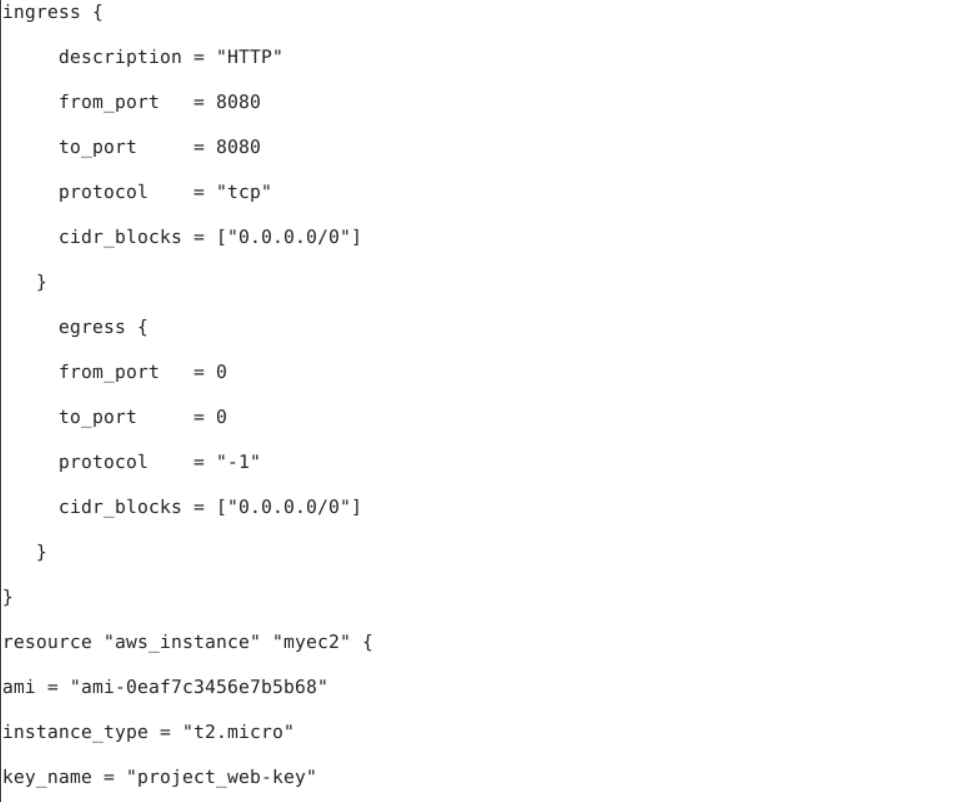 ingress {
description = "HTTP"
from_port = 8080
to_port = 8080
protocol = "tcp"
cidr_blocks = ["0.0.0.0/0"]
}
egress {
from_port = 0
to_port = 0
protocol = "-1"
cidr_blocks = ["0.0.0.0/0"]
}
}
resource "aws_instance" "myec2" {
ami = "ami-0eaf7c3456e7b5b68"
instance_type = "t2.micro"
key_name = "project_web-key"